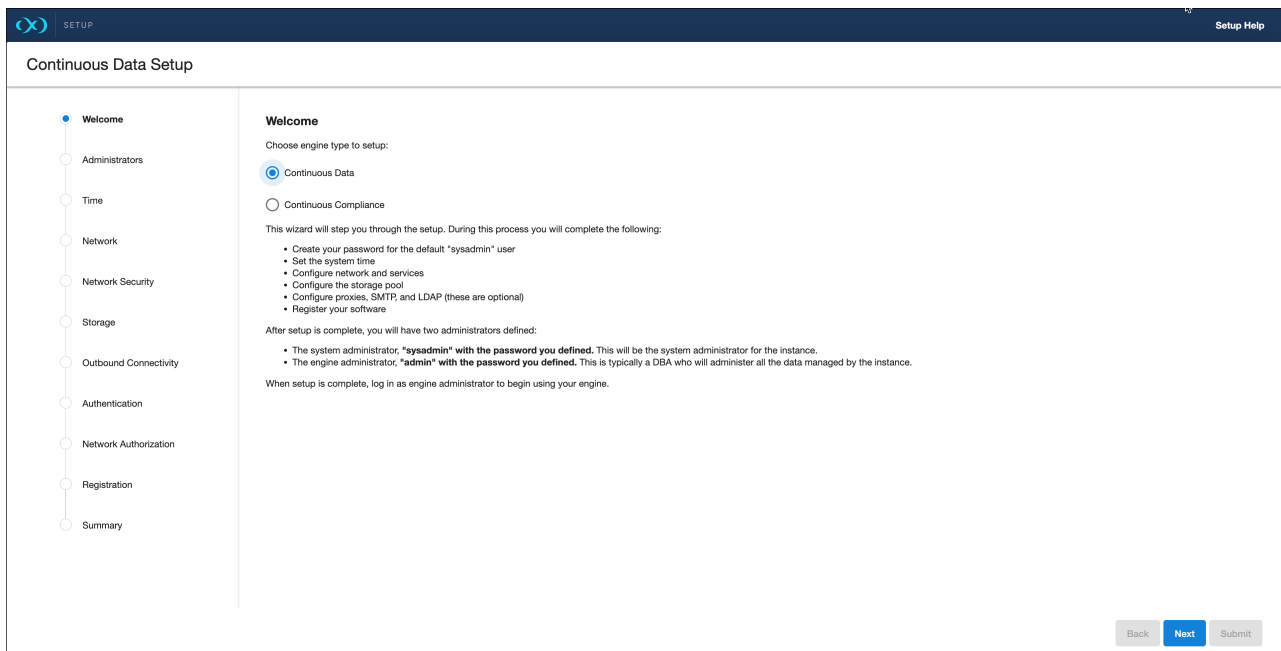 SETUP
Setup Help
Continuous Data Setup
Welcome
Administrators
Time
Network
Network Security
Storage
Outbound Connectivity
Authentication
Network Authorization
Registration
Summary
Welcome
Choose engine type to setup:
Continuous Data
Continuous Compliance
This wizard will step you through the setup. During this process you will complete the following:
• Create your password for the default "sysadmin" user
• Set the system time
• Configure network and services
• Configure the storage pool
• Configure proxies, SMTP, and LDAP (these are optional)
• Register your software
After setup is complete, you will have two administrators defined:
• The system administrator, "sysadmin" with the password you defined. This will be the system administrator for the instance.
• The engine administrator, "admin" with the password you defined. This is typically a DBA who will administer all the data managed by the instance.
When setup is complete, log in as engine administrator to begin using your engine.
Back
Next
Submit